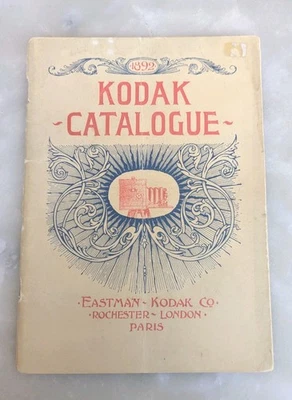 1892
KODAK
~CATALOGUE~
·EASTMAN~KODAK CO·
·ROCHESTER~LONDON·
PARIS